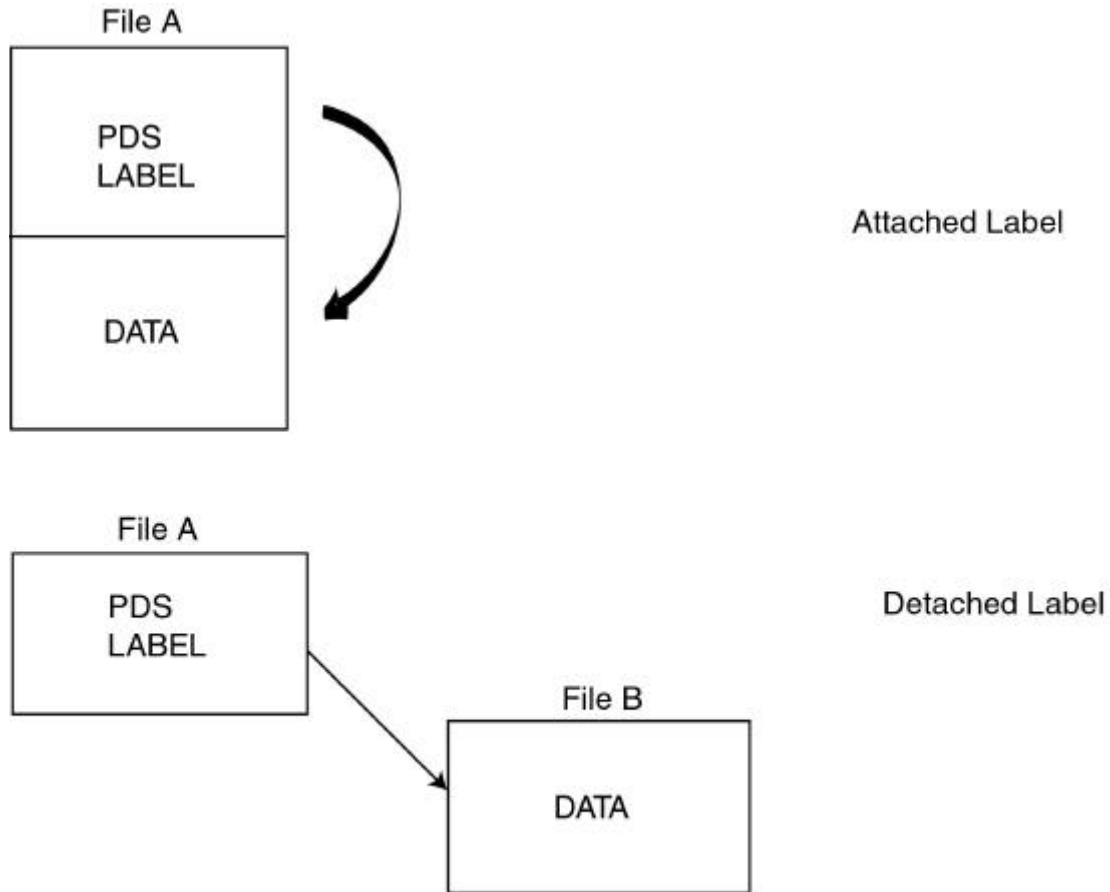 File A
PDS
LABEL
Attached Label
DATA
File A
PDS
LABEL
Detached Label
File B
DATA